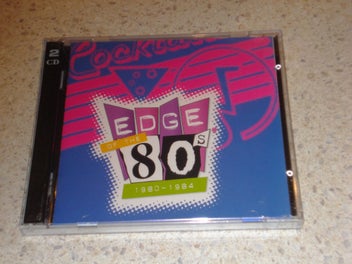 2
CD
Cocktail
EDGE
OF THE
80s
1980-1984